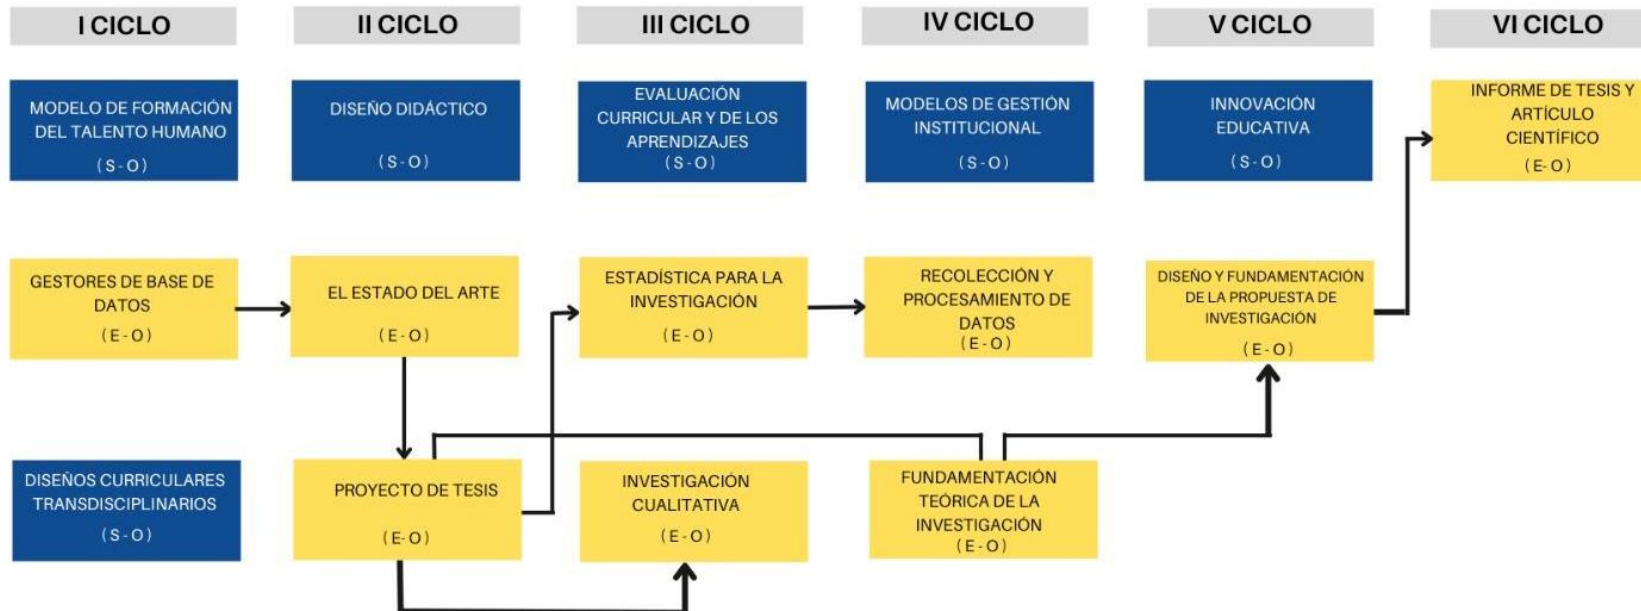 I CICLO
II CICLO
III CICLO
IV CICLO
V CICLO
VI CICLO
MODELO DE FORMACIÓN
DEL TALENTO HUMANO
( S - O )
DISEÑO DIDÁCTICO
( S - O )
EVALUACIÓN
CURRICULAR Y DE LOS
APRENDIZAJES
( S - O )
MODELOS DE GESTIÓN
INSTITUCIONAL
( S - O )
INNOVACIÓN
EDUCATIVA
( S - O )
INFORME DE TESIS Y
ARTÍCULO
CIENTÍFICO
( E- O )
GESTORES DE BASE DE
DATOS
( E - O )
EL ESTADO DEL ARTE
( E - O )
ESTADÍSTICA PARA LA
INVESTIGACIÓN
( E - O )
RECOLECCIÓN Y
PROCESAMIENTO DE
DATOS
( E - O )
DISEÑO Y FUNDAMENTACIÓN
DE LA PROPUESTA DE
INVESTIGACIÓN
( E - O )
DISEÑOS CURRICULARES
TRANSDISCIPLINARIOS
( S - O )
PROYECTO DE TESIS
( E - O )
INVESTIGACIÓN
CUALITATIVA
( E - O )
FUNDAMENTACIÓN
TEÓRICA DE LA
INVESTIGACIÓN
( E - O )